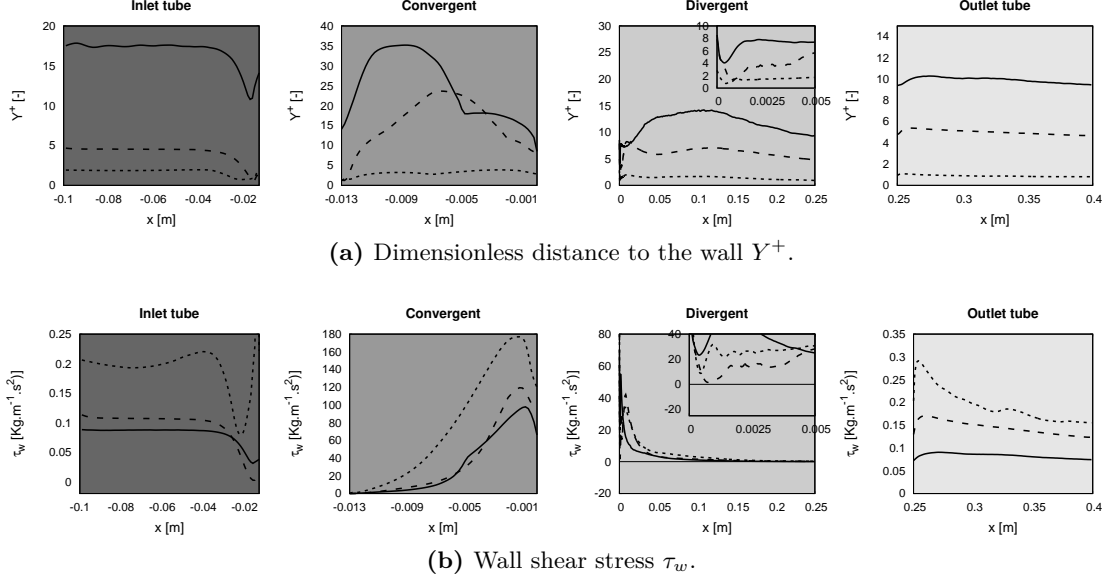 Inlet tube
Convergent
Divergent
Outlet tube
20
15
10
5
0
Y+ [-]
-0.1 -0.08 -0.06 -0.04 -0.02
x [m]
40
35
30
25
20
15
10
5
0
Y+ [-]
-0.013 -0.009 -0.005 -0.001
x [m]
30
25
20
15
10
5
0
Y+ [-]
10
8
6
4
2
0
0 0.0025 0.005
0 0.05 0.1 0.15 0.2 0.25
x [m]
14
12
10
8
6
4
2
0
Y+ [-]
0.25 0.3 0.35 0.4
x [m]
(a) Dimensionless distance to the wall Y+.
Inlet tube
Convergent
Divergent
Outlet tube
0.25
0.2
0.15
0.1
0.05
0
τw [Kg.m-1.s2)]
-0.1 -0.08 -0.06 -0.04 -0.02
x [m]
180
160
140
120
100
80
60
40
20
0
τw [Kg.m-1.s2)]
-0.013 -0.009 -0.005 -0.001
x [m]
80
60
40
20
0
-20
τw [Kg.m-1.s2)]
40
20
0
-20
0 0.0025 0.005
0 0.05 0.1 0.15 0.2 0.25
x [m]
0.35
0.3
0.25
0.2
0.15
0.1
0.05
0
τw [Kg.m-1.s2)]
0.25 0.3 0.35 0.4
x [m]
(b) Wall shear stress τw.